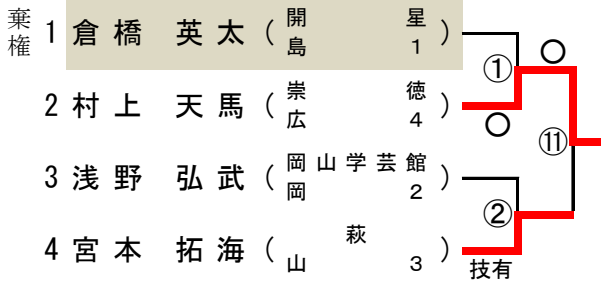 棄権 1 倉橋 英太 (開星 島1)
① ○
2 村上 天馬 (崇徳 広4)
○ ⑪
3 浅野 弘武 (岡山学芸館 岡2)
②
4 宮本 拓海 (萩 山3)
技有